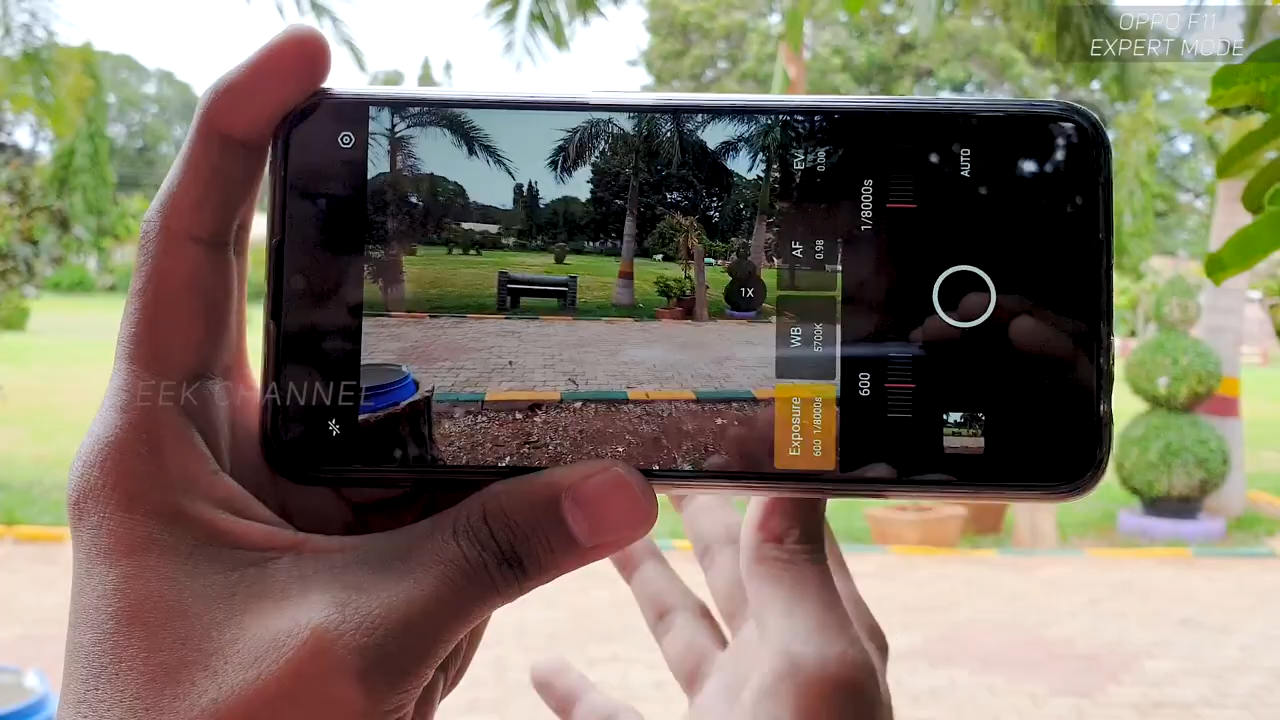 OPPO F11
EXPERT MODE
EEK CHANNEL
AUTO
1/8000s
600
EV
0.00
AF
0.98
1X
WB
5700K
Exposure
600 1/8000s